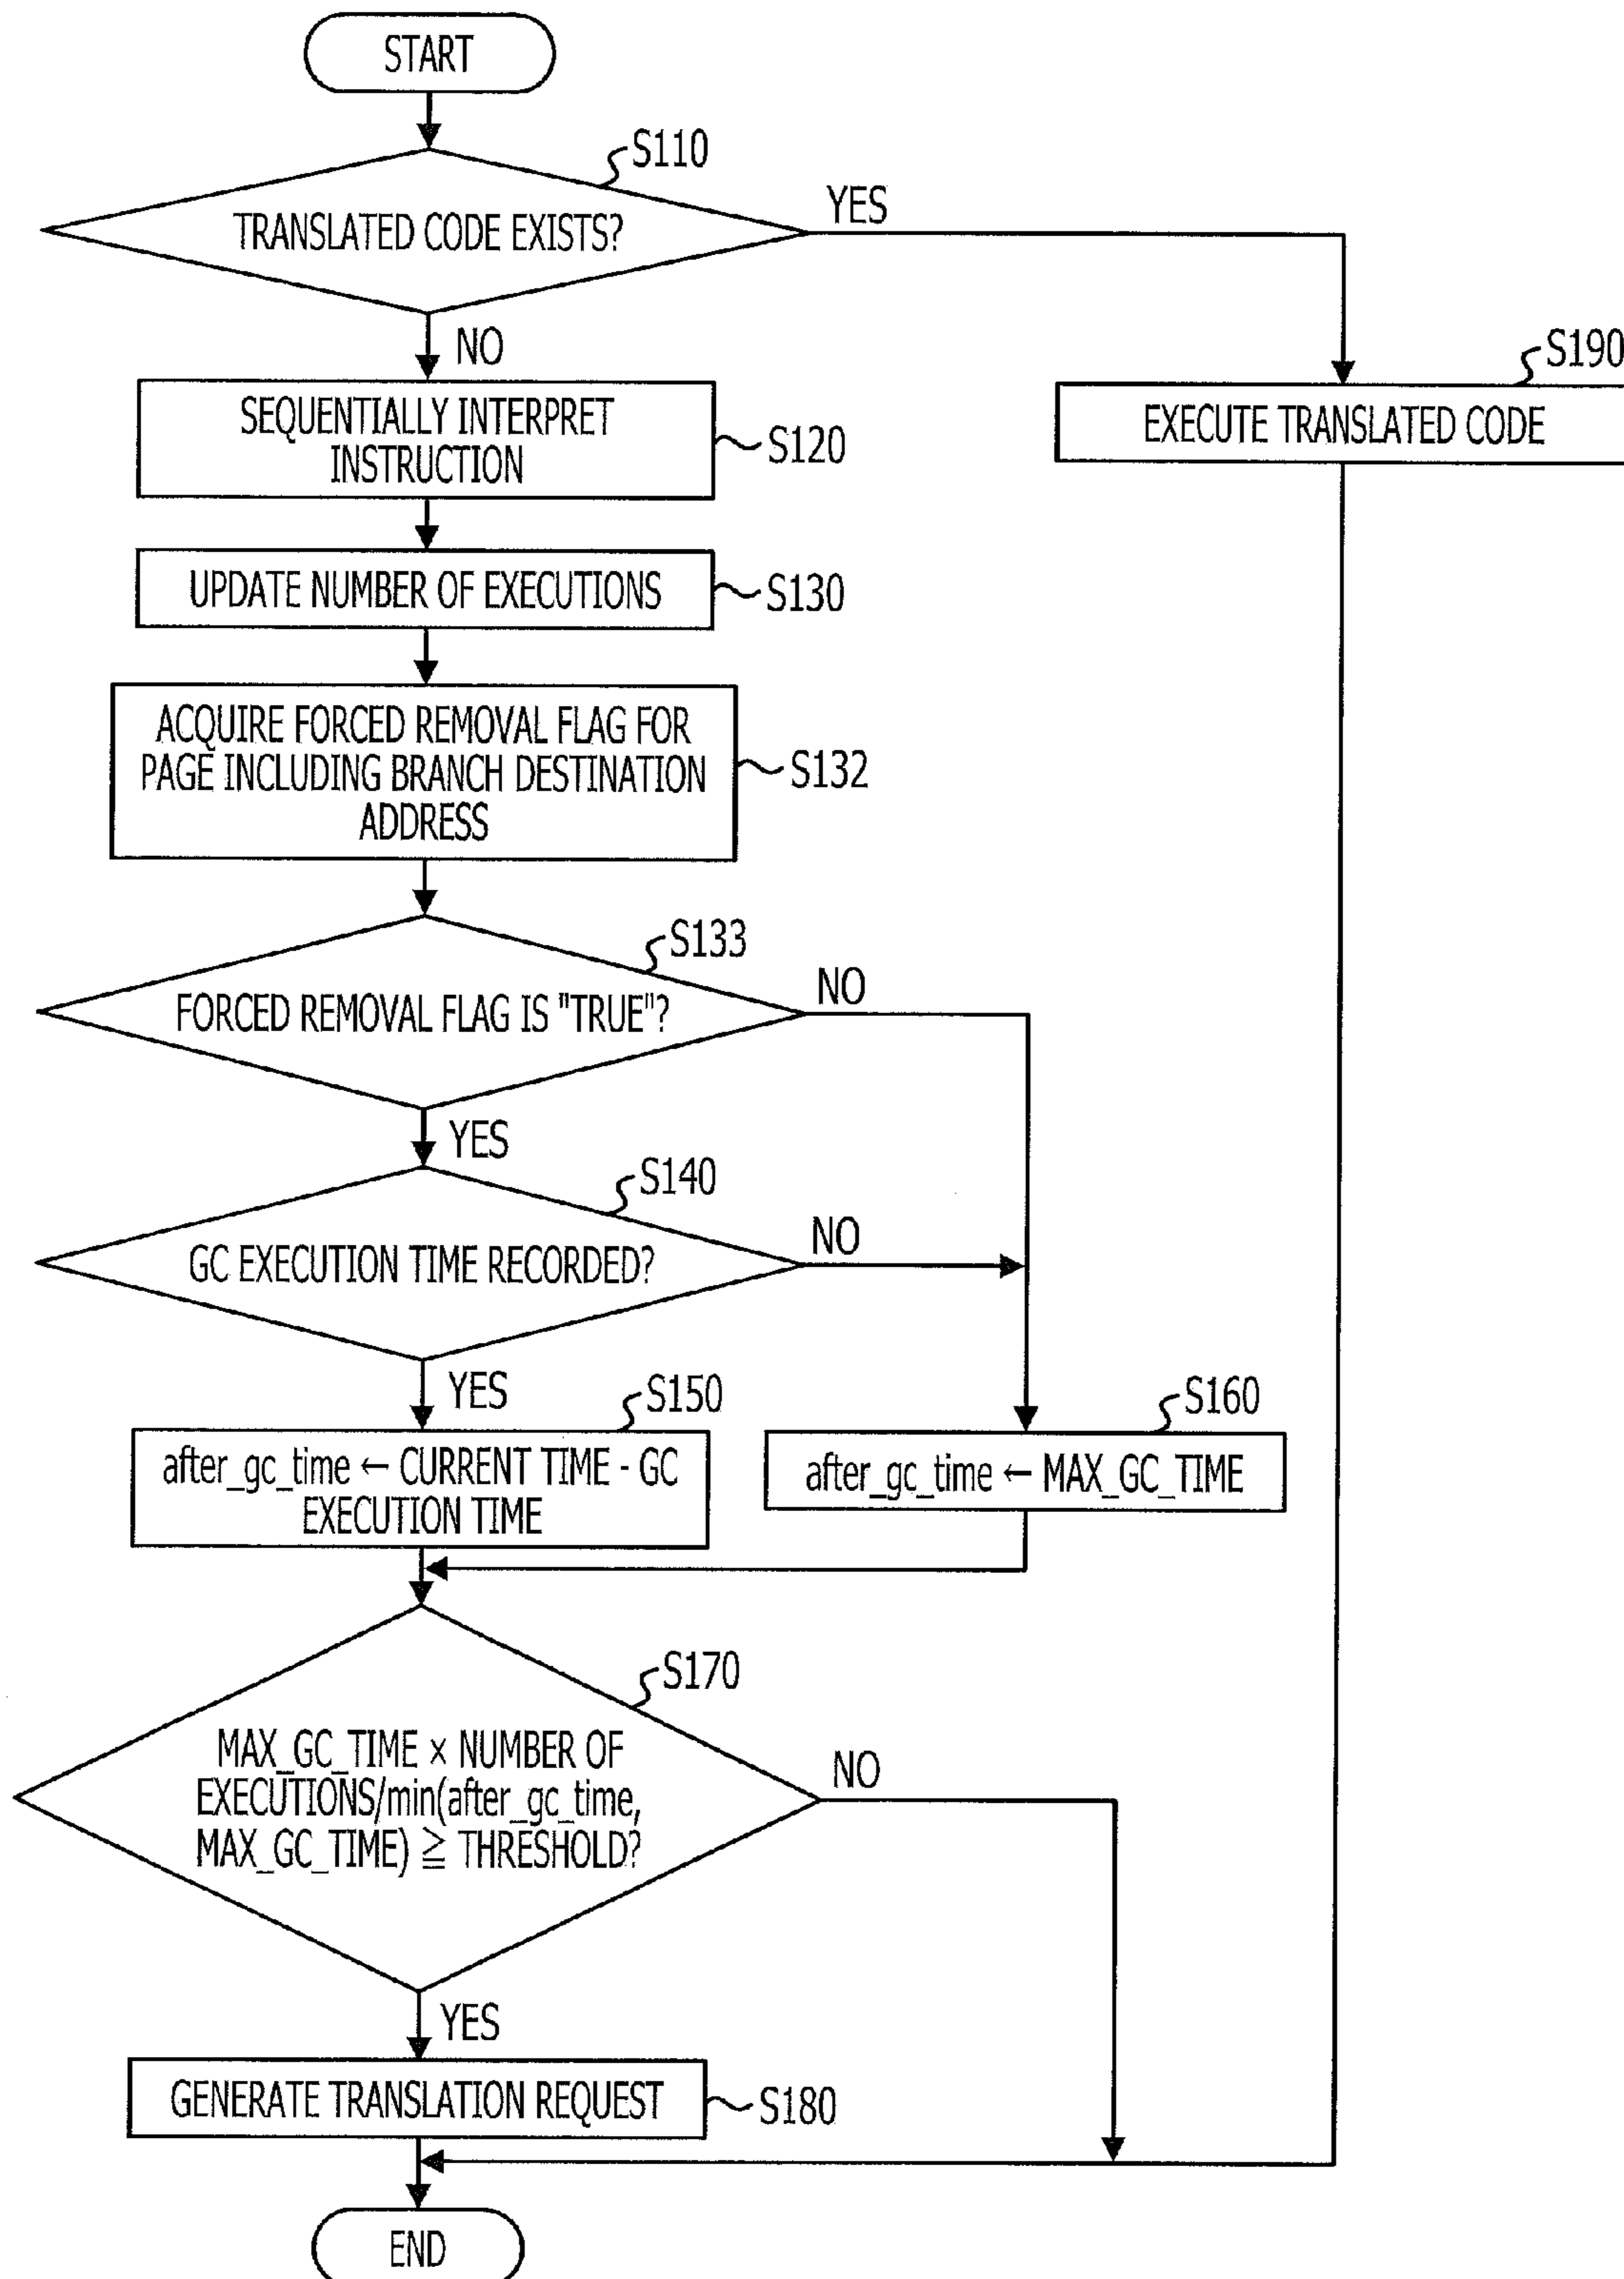 START
S110
TRANSLATED CODE EXISTS?
YES
NO
S190
EXECUTE TRANSLATED CODE
SEQUENTIALLY INTERPRET
INSTRUCTION
S120
UPDATE NUMBER OF EXECUTIONS
S130
ACQUIRE FORCED REMOVAL FLAG FOR
PAGE INCLUDING BRANCH DESTINATION
ADDRESS
S132
S133
FORCED REMOVAL FLAG IS "TRUE"?
NO
YES
S140
GC EXECUTION TIME RECORDED?
NO
YES
S150
after_gc_time ← CURRENT TIME - GC
EXECUTION TIME
S160
after_gc_time ← MAX_GC_TIME
S170
MAX_GC_TIME × NUMBER OF
EXECUTIONS/min(after_gc_time,
MAX_GC_TIME) ≧ THRESHOLD?
NO
YES
GENERATE TRANSLATION REQUEST
S180
END